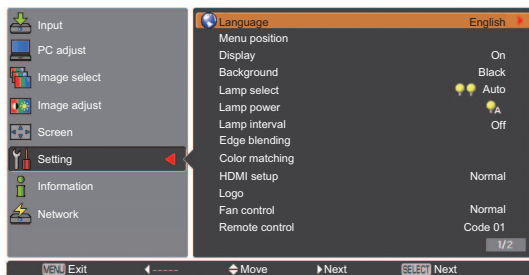 Input
PC adjust
Image select
Image adjust
Screen
Setting
Information
Network
Language English
Menu position
Display On
Background Black
Lamp select Auto
Lamp power A
Lamp interval Off
Edge blending
Color matching
HDMI setup Normal
Logo
Fan control Normal
Remote control Code 01
1/2
MENU Exit ----- Move Next SELECT Next